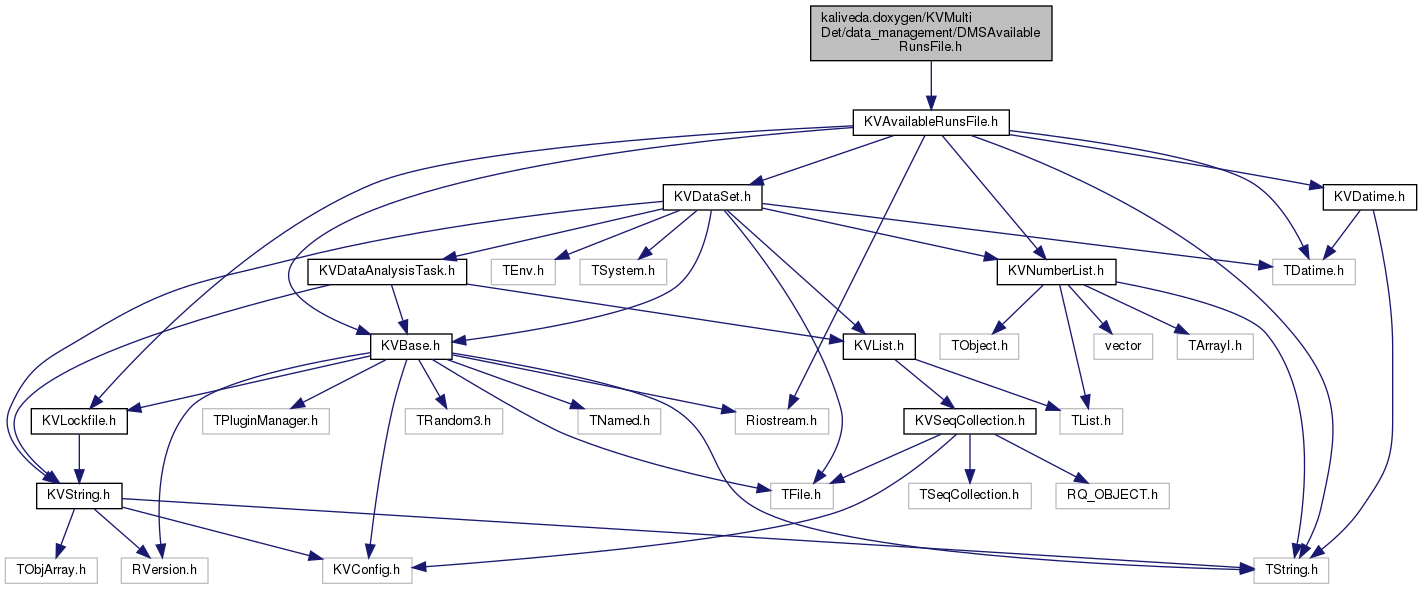 kaliveda.doxygen/KVMulti
Det/data_management/DMSAvailable
RunsFile.h
KVAvailableRunsFile.h
KVDataSet.h
KVDatime.h
KVDataAnalysisTask.h
TEnv.h
TSystem.h
KVNumberList.h
TDatime.h
KVBase.h
KVList.h
TObject.h
vector
TArrayI.h
KVLockfile.h
TPluginManager.h
TRandom3.h
TNamed.h
Riostream.h
KVSeqCollection.h
TList.h
KVString.h
TFile.h
TSeqCollection.h
RQ_OBJECT.h
TObjArray.h
RVersion.h
KVConfig.h
TString.h